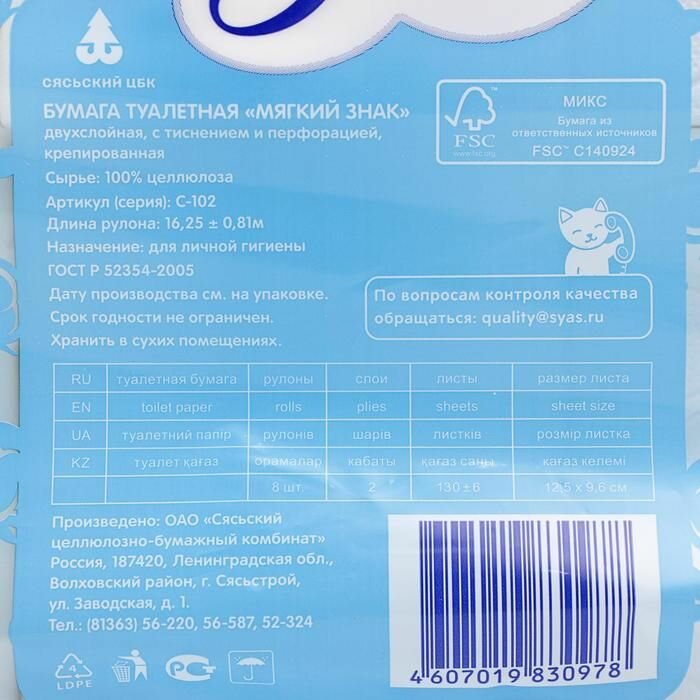 СЯСЬСКИЙ ЦБК
БУМАГА ТУАЛЕТНАЯ «МЯГКИЙ ЗНАК»
двухслойная, с тиснением и перфорацией,
крепированная
Сырье: 100% целлюлоза
Артикул (серия): С-102
Длина рулона: 16,25 ± 0,81м
Назначение: для личной гигиены
ГОСТ Р 52354-2005
Дату производства см. на упаковке.
Срок годности не ограничен.
Хранить в сухих помещениях.
FSC
www.fsc.org
МИКС
Бумага из
ответственных источников
FSC™ C140924
По вопросам контроля качества
обращаться: quality@syas.ru
RU туалетная бумага рулоны слои листы размер листа
EN toilet paper rolls plies sheets sheet size
UA туалетний папір рулонів шарів листків розмір листка
KZ туалет қағаз орамалар кабаты қағаз саны қағаз келемі
8 шт. 2 130±6 12,5 x 9,6 см
Произведено: ОАО «Сясьский
целлюлозно-бумажный комбинат»
Россия, 187420, Ленинградская обл.,
Волховский район, г. Сясьстрой,
ул. Заводская, д. 1.
Тел.: (81363) 56-220, 56-587, 52-324
4
LDPE
4 607019 830978